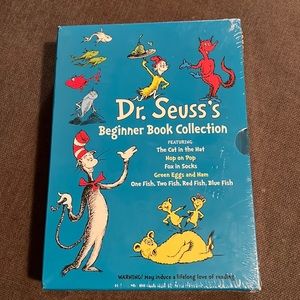 Dr. Seuss's
Beginner Book Collection
FEATURING
The Cat in the Hat
Hop on Pop
Fox in Socks
Green Eggs and Ham
One Fish, Two Fish, Red Fish, Blue Fish
WARNING! May induce a lifelong love of reading.